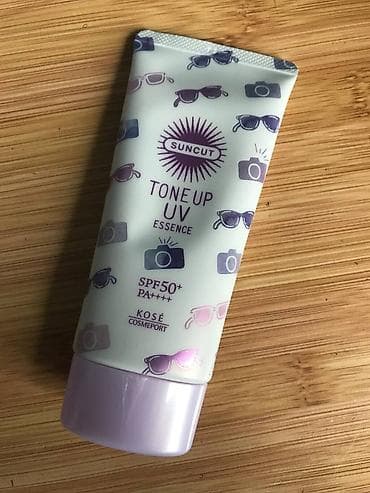 SUNCUT
TONE UP
UV
ESSENCE
SPF50+
PA++++
KOSÉ
COSMEPORT